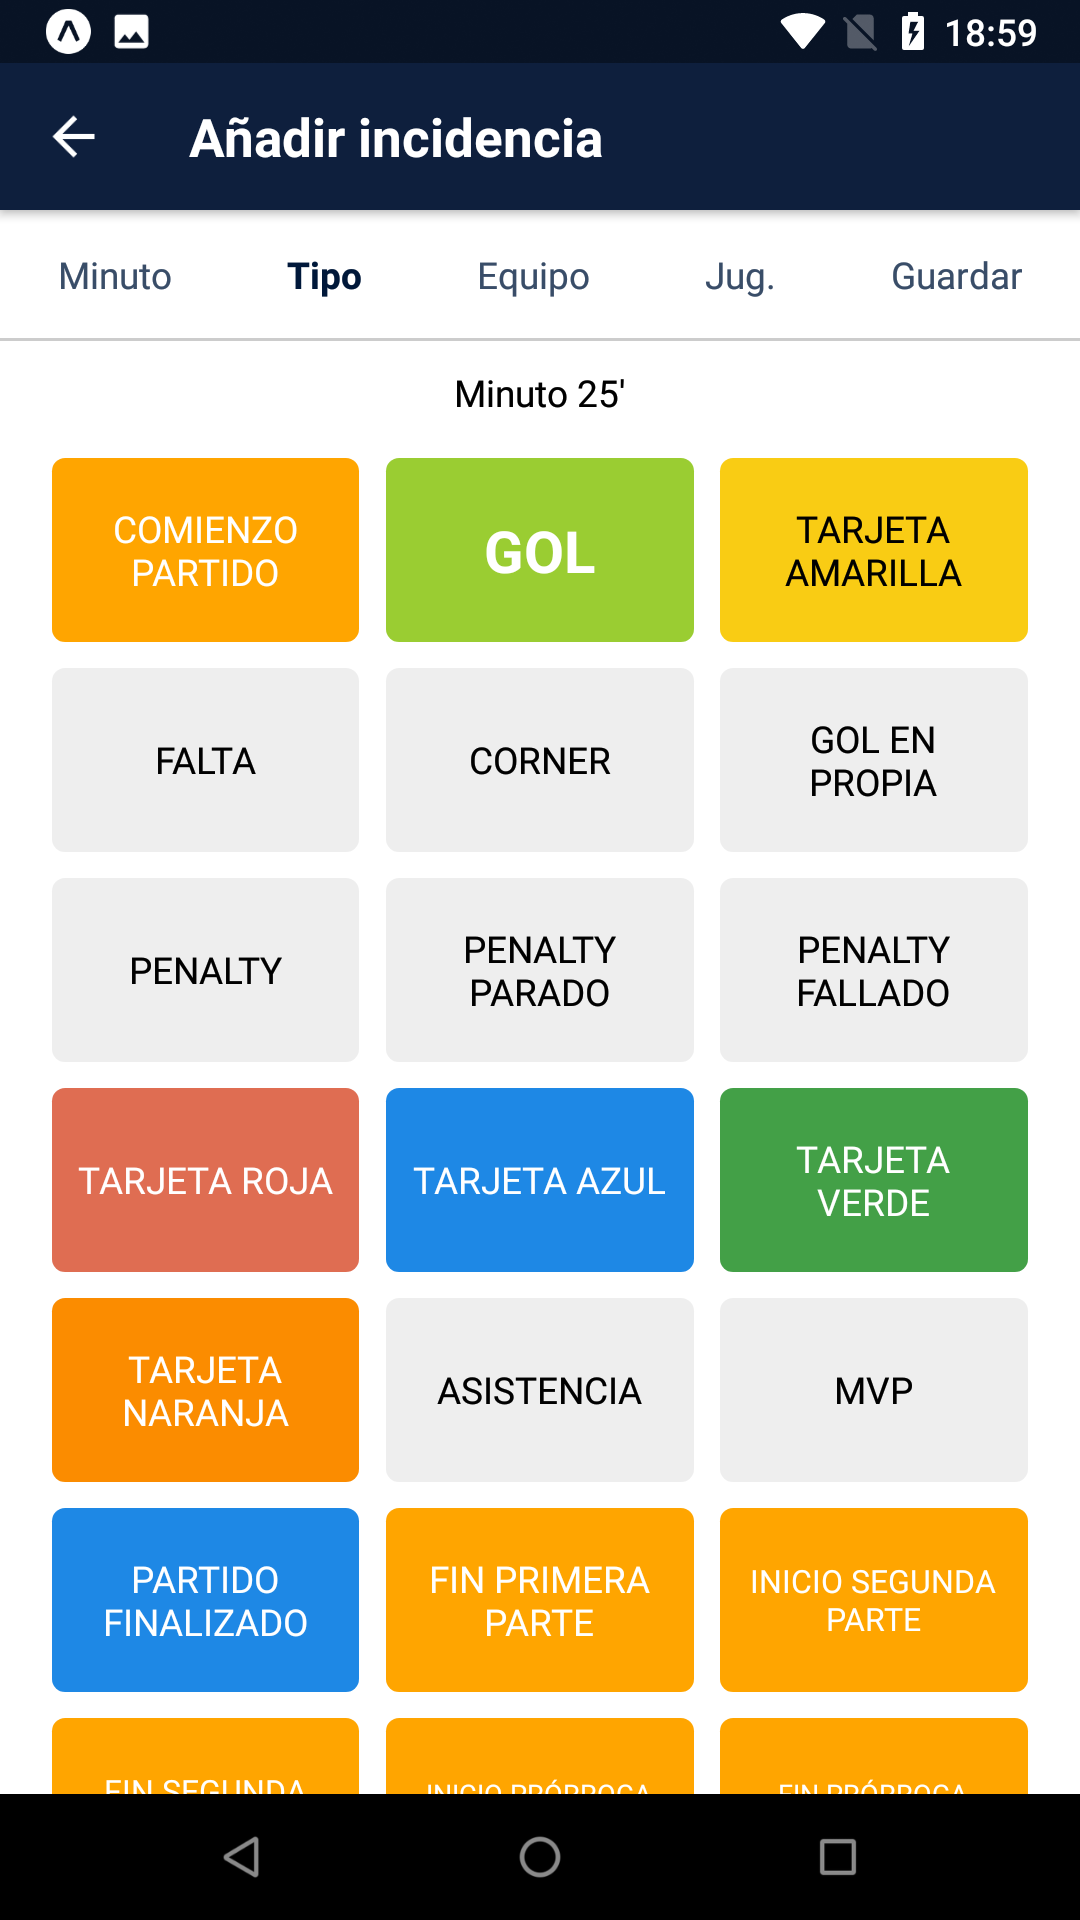 18:59
Añadir incidencia
Minuto Tipo Equipo Jug. Guardar
Minuto 25'
COMIENZO
PARTIDO
GOL
TARJETA
AMARILLA
FALTA
CORNER
GOL EN
PROPIA
PENALTY
PENALTY
PARADO
PENALTY
FALLADO
TARJETA ROJA
TARJETA AZUL
TARJETA
VERDE
TARJETA
NARANJA
ASISTENCIA
MVP
PARTIDO
FINALIZADO
FIN PRIMERA
PARTE
INICIO SEGUNDA
PARTE
FIN SEGUNDA
INICIO PRÓRROGA
FIN PRÓRROGA